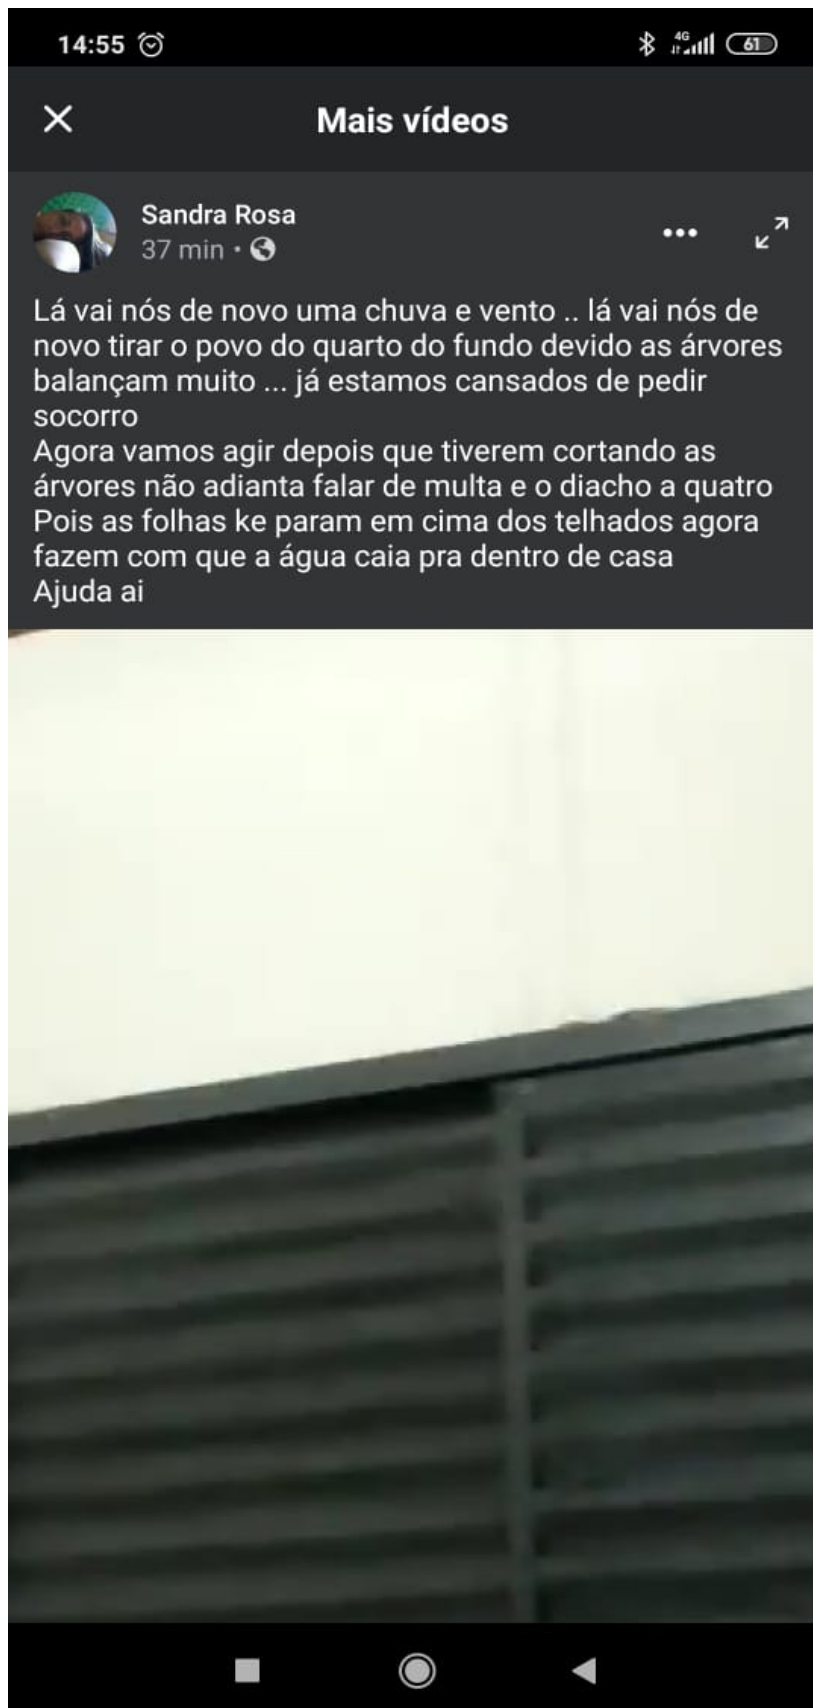 14:55
4G
61
Mais vídeos
Sandra Rosa
37 min •
Lá vai nós de novo uma chuva e vento .. lá vai nós de
novo tirar o povo do quarto do fundo devido as árvores
balançam muito ... já estamos cansados de pedir
socorro
Agora vamos agir depois que tiverem cortando as
árvores não adianta falar de multa e o diacho a quatro
Pois as folhas ke param em cima dos telhados agora
fazem com que a água caia pra dentro de casa
Ajuda ai